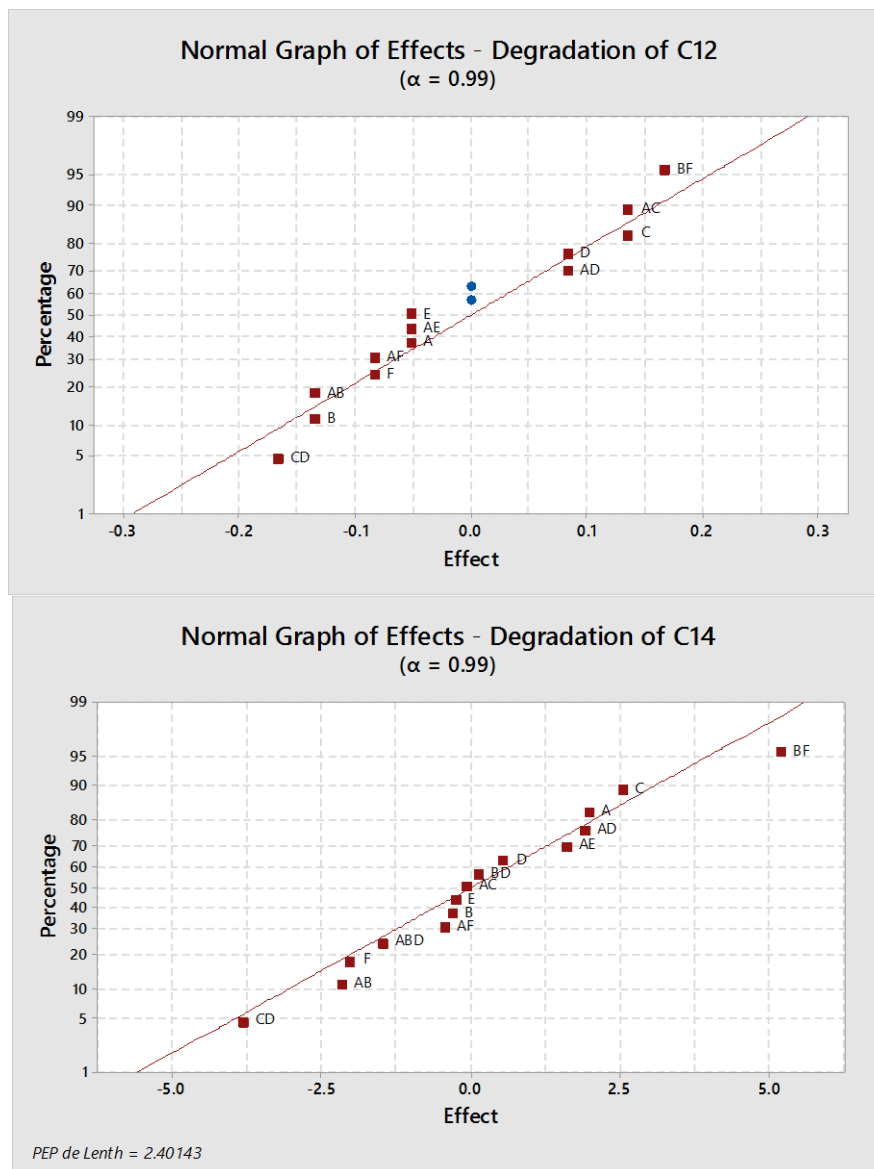 Normal Graph of Effects - Degradation of C12
(α = 0.99)
Percentage
99
95
90
80
70
60
50
40
30
20
10
5
1
BF
AC
C
D
AD
E
AE
A
AF
F
AB
B
CD
-0.3 -0.2 -0.1 0.0 0.1 0.2 0.3
Effect
Normal Graph of Effects - Degradation of C14
(α = 0.99)
Percentage
99
95
90
80
70
60
50
40
30
20
10
5
1
BF
C
A
AD
AE
D
BD
AC
E
B
AF
ABD
F
AB
CD
-5.0 -2.5 0.0 2.5 5.0
Effect
PEP de Lenth = 2.40143